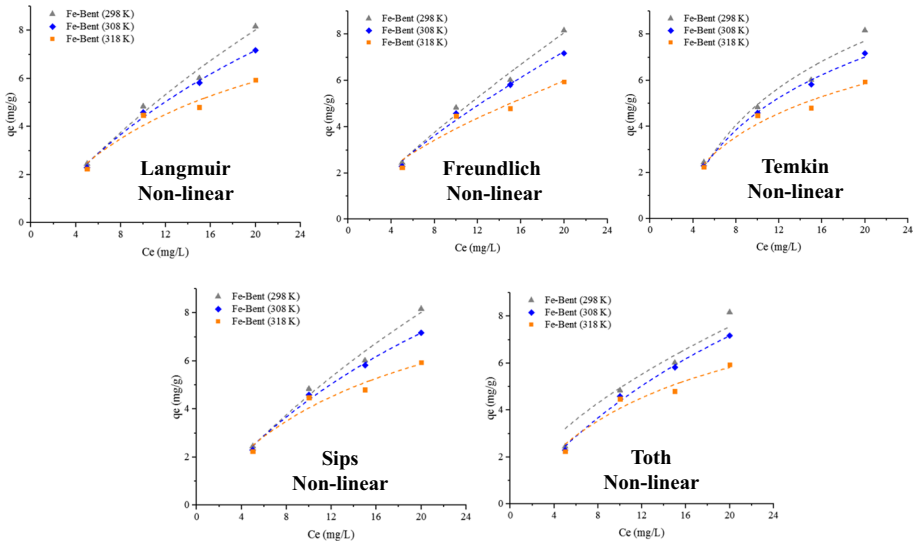 Fe-Bent (298 K)
Fe-Bent (308 K)
Fe-Bent (318 K)
8
6
4
2
0
qe (mg/g)
0 4 8 12 16 20 24
Ce (mg/L)
Langmuir
Non-linear
Fe-Bent (298 K)
Fe-Bent (308 K)
Fe-Bent (318 K)
8
6
4
2
0
qe (mg/g)
0 4 8 12 16 20 24
Ce (mg/L)
Freundlich
Non-linear
Fe-Bent (298 K)
Fe-Bent (308 K)
Fe-Bent (318 K)
8
6
4
2
0
qe (mg/g)
0 4 8 12 16 20 24
Ce (mg/L)
Temkin
Non-linear
Fe-Bent (298 K)
Fe-Bent (308 K)
Fe-Bent (318 K)
8
6
4
2
0
qe (mg/g)
0 4 8 12 16 20 24
Ce (mg/L)
Sips
Non-linear
Fe-Bent (298 K)
Fe-Bent (308 K)
Fe-Bent (318 K)
8
6
4
2
0
qe (mg/g)
0 4 8 12 16 20 24
Ce (mg/L)
Toth
Non-linear